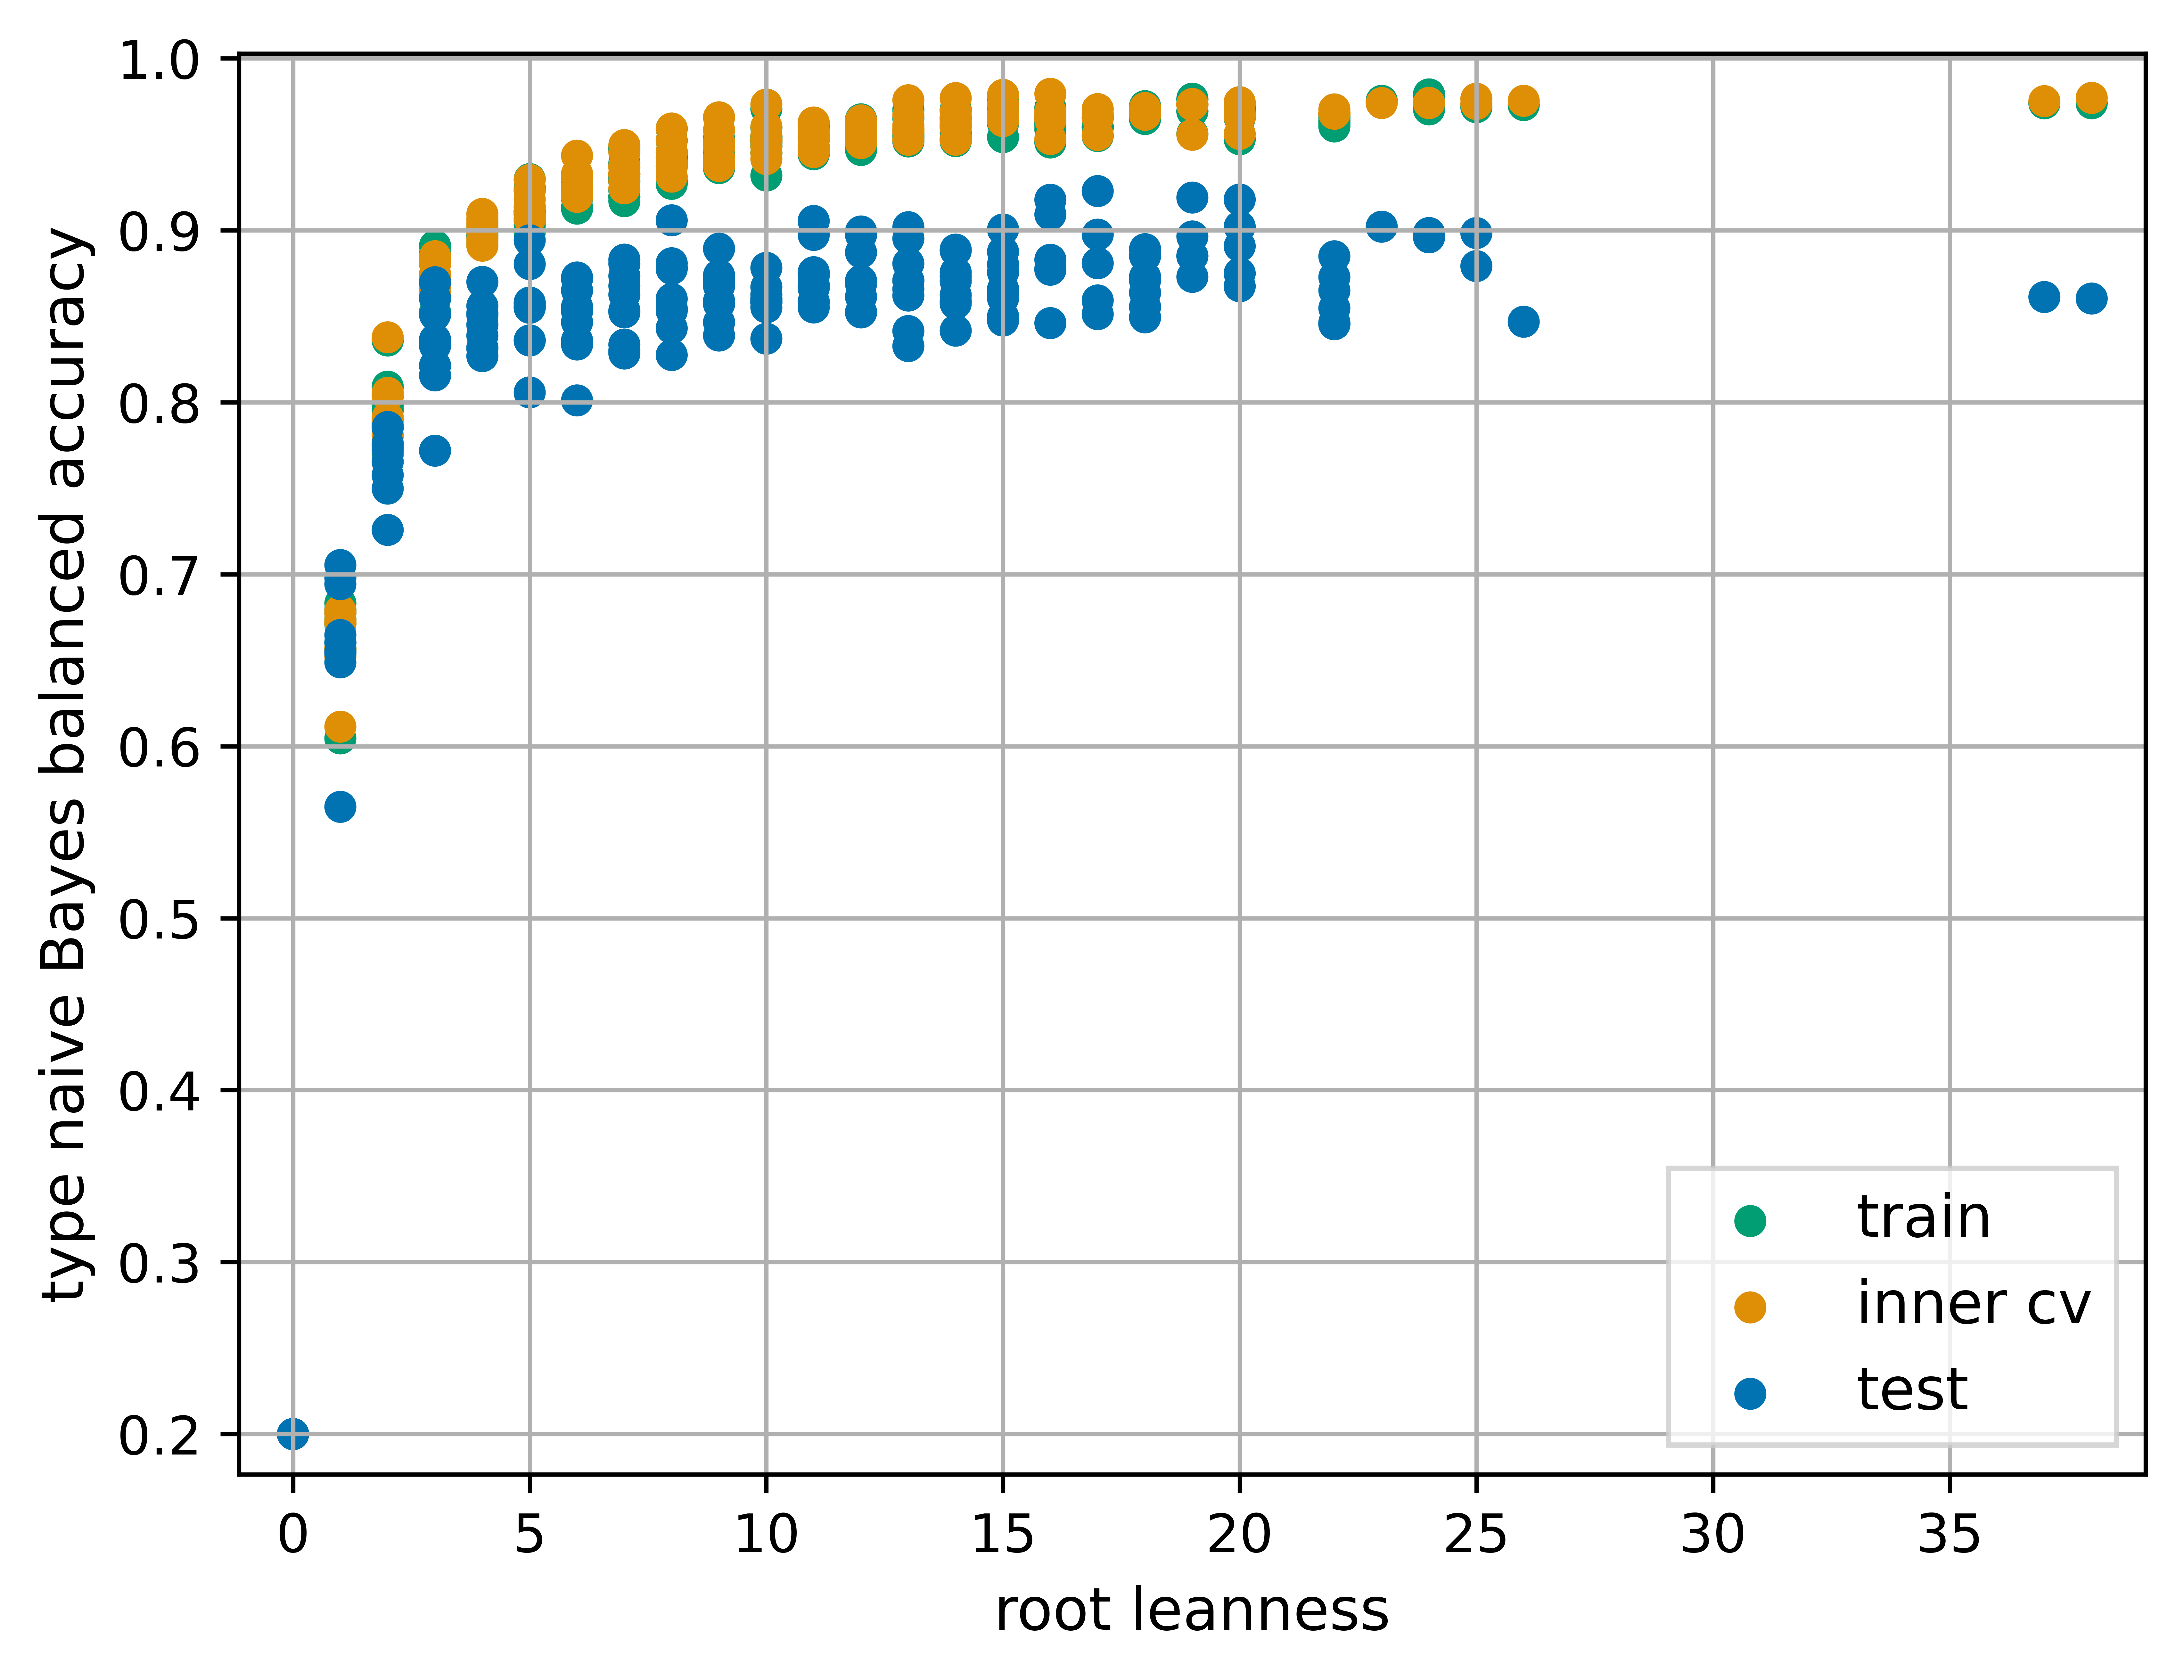 type naive Bayes balanced accuracy
1.0
0.9
0.8
0.7
0.6
0.5
0.4
0.3
0.2
0 5 10 15 20 25 30 35
root leanness
train
inner cv
test